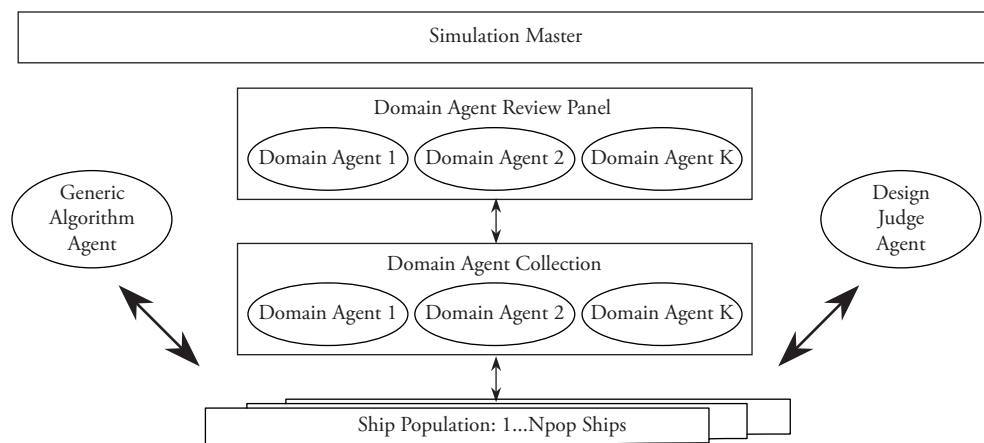 Simulation Master
Domain Agent Review Panel
Domain Agent 1
Domain Agent 2
Domain Agent K
Generic
Algorithm
Agent
Design
Judge
Agent
Domain Agent Collection
Domain Agent 1
Domain Agent 2
Domain Agent K
Ship Population: 1...Npop Ships